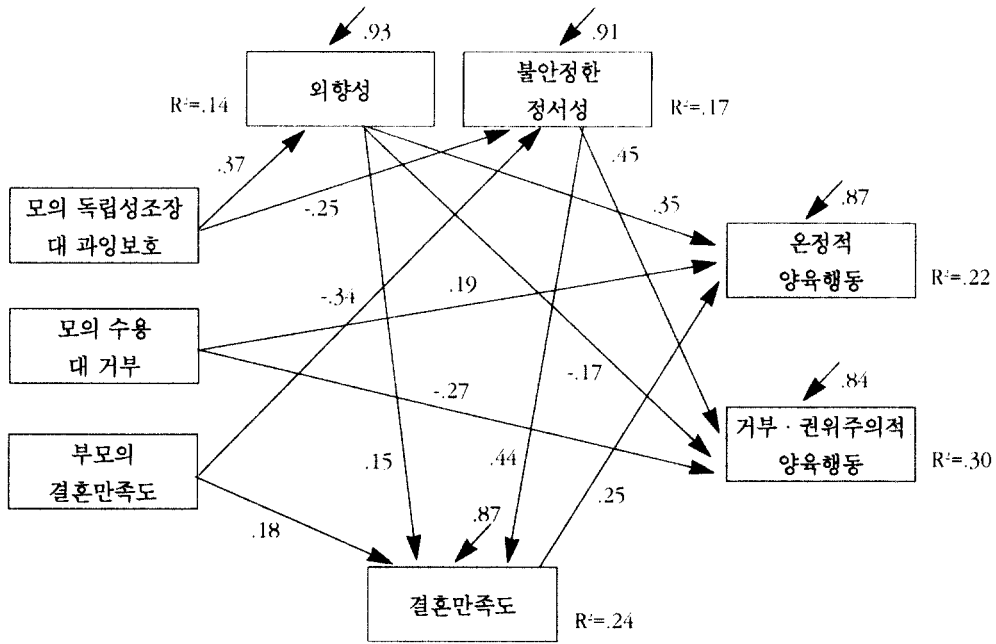 .93
.91
외향성
불안정한
정서성
R²=.14
R²=.17
.37
-.25
.45
.35
.87
모의 독립성조장
대 과잉보호
온정적
양육행동
R²=.22
-.34
.19
모의 수용
대 거부
-.27
-.17
.84
거부 · 권위주의적
양육행동
R²=.30
부모의
결혼만족도
.15
.44
.25
.18
.87
결혼만족도
R²=.24